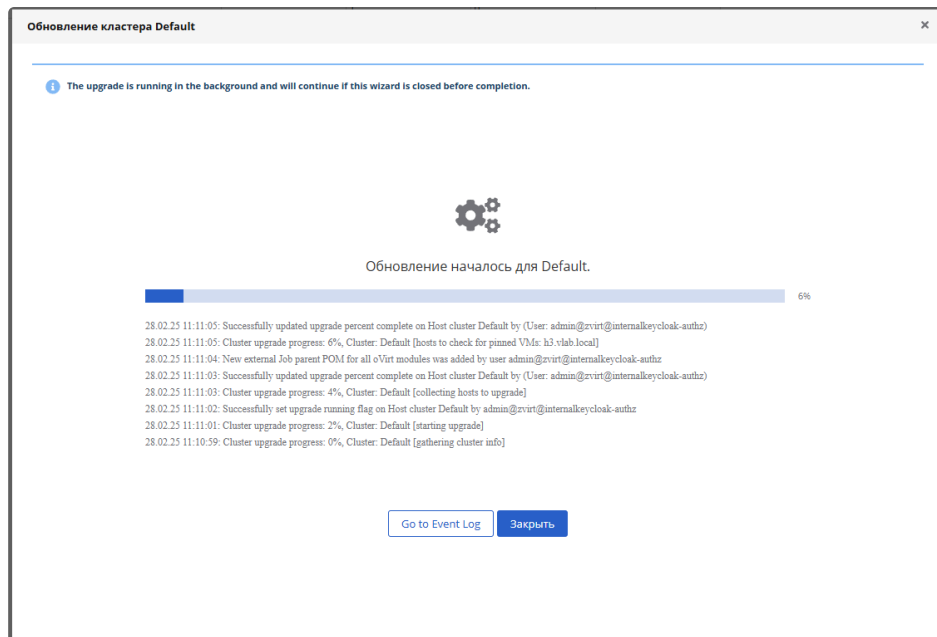 Обновление кластера Default
×
The upgrade is running in the background and will continue if this wizard is closed before completion.
Обновление началось для Default.
6%
28.02.25 11:11:05: Successfully updated upgrade percent complete on Host cluster Default by (User: admin@zvirt@internalkeycloak-authz)
28.02.25 11:11:05: Cluster upgrade progress: 6%, Cluster: Default [hosts to check for pinned VMs: h3.vlab.local]
28.02.25 11:11:04: New external Job parent POM for all oVirt modules was added by user admin@zvirt@internalkeycloak-authz
28.02.25 11:11:03: Successfully updated upgrade percent complete on Host cluster Default by (User: admin@zvirt@internalkeycloak-authz)
28.02.25 11:11:03: Cluster upgrade progress: 4%, Cluster: Default [collecting hosts to upgrade]
28.02.25 11:11:02: Successfully set upgrade running flag on Host cluster Default by admin@zvirt@internalkeycloak-authz
28.02.25 11:11:01: Cluster upgrade progress: 2%, Cluster: Default [starting upgrade]
28.02.25 11:10:59: Cluster upgrade progress: 0%, Cluster: Default [gathering cluster info]
Go to Event Log Закрыть